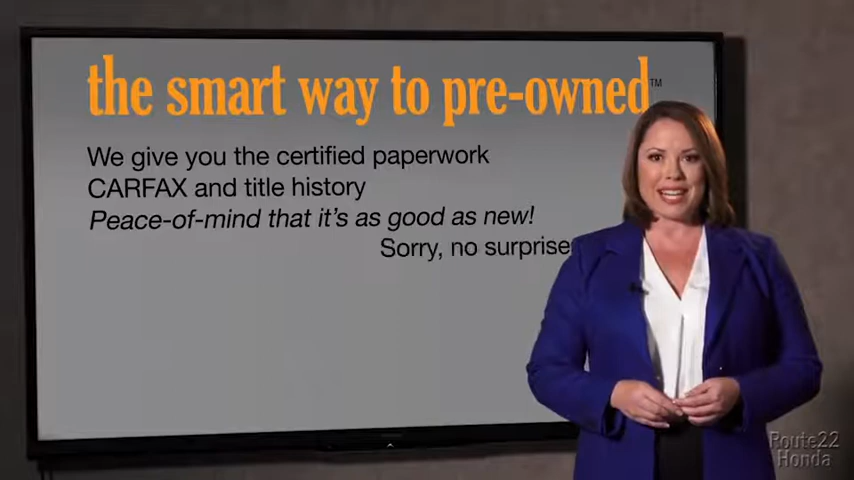 the smart way to pre-owned™
We give you the certified paperwork
CARFAX and title history
Peace-of-mind that it's as good as new!
Sorry, no surprise
Route22
Honda